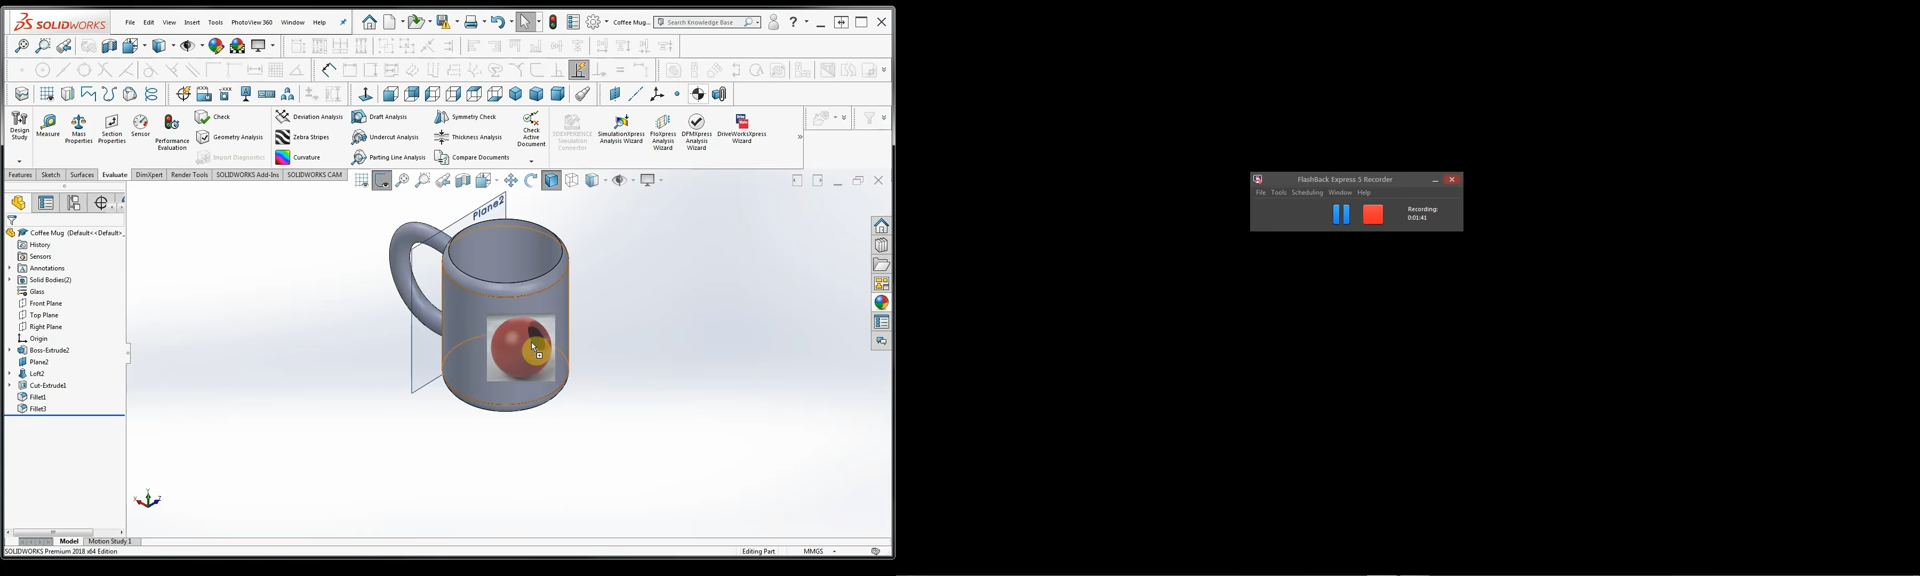 SOLIDWORKS File Edit View Insert Tools PhotoView 360 Window Help Coffee Mug... Search Knowledge Base ?
Design Study
Measure
Mass Properties
Section Properties
Sensor
Performance Evaluation
Check
Geometry Analysis
Import Diagnostics
Deviation Analysis
Zebra Stripes
Curvature
Draft Analysis
Undercut Analysis
Parting Line Analysis
Symmetry Check
Thickness Analysis
Compare Documents
Check Active Document
3DEXPERIENCE Simulation Connector
SimulationXpress Analysis Wizard
FloXpress Analysis Wizard
DFMXpress Analysis Wizard
DriveWorksXpress Wizard
Features Sketch Surfaces Evaluate DimXpert Render Tools SOLIDWORKS Add-Ins SOLIDWORKS CAM
Coffee Mug (Default<<Default>_
History
Sensors
Annotations
Solid Bodies(2)
Glass
Front Plane
Top Plane
Right Plane
Origin
Boss-Extrude2
Plane2
Loft2
Cut-Extrude1
Fillet1
Fillet3
Plane2
Model Motion Study 1
SOLIDWORKS Premium 2018 x64 Edition Editing Part MMGS
FlashBack Express 5 Recorder
File Tools Scheduling Window Help
Recording:
0:01:41